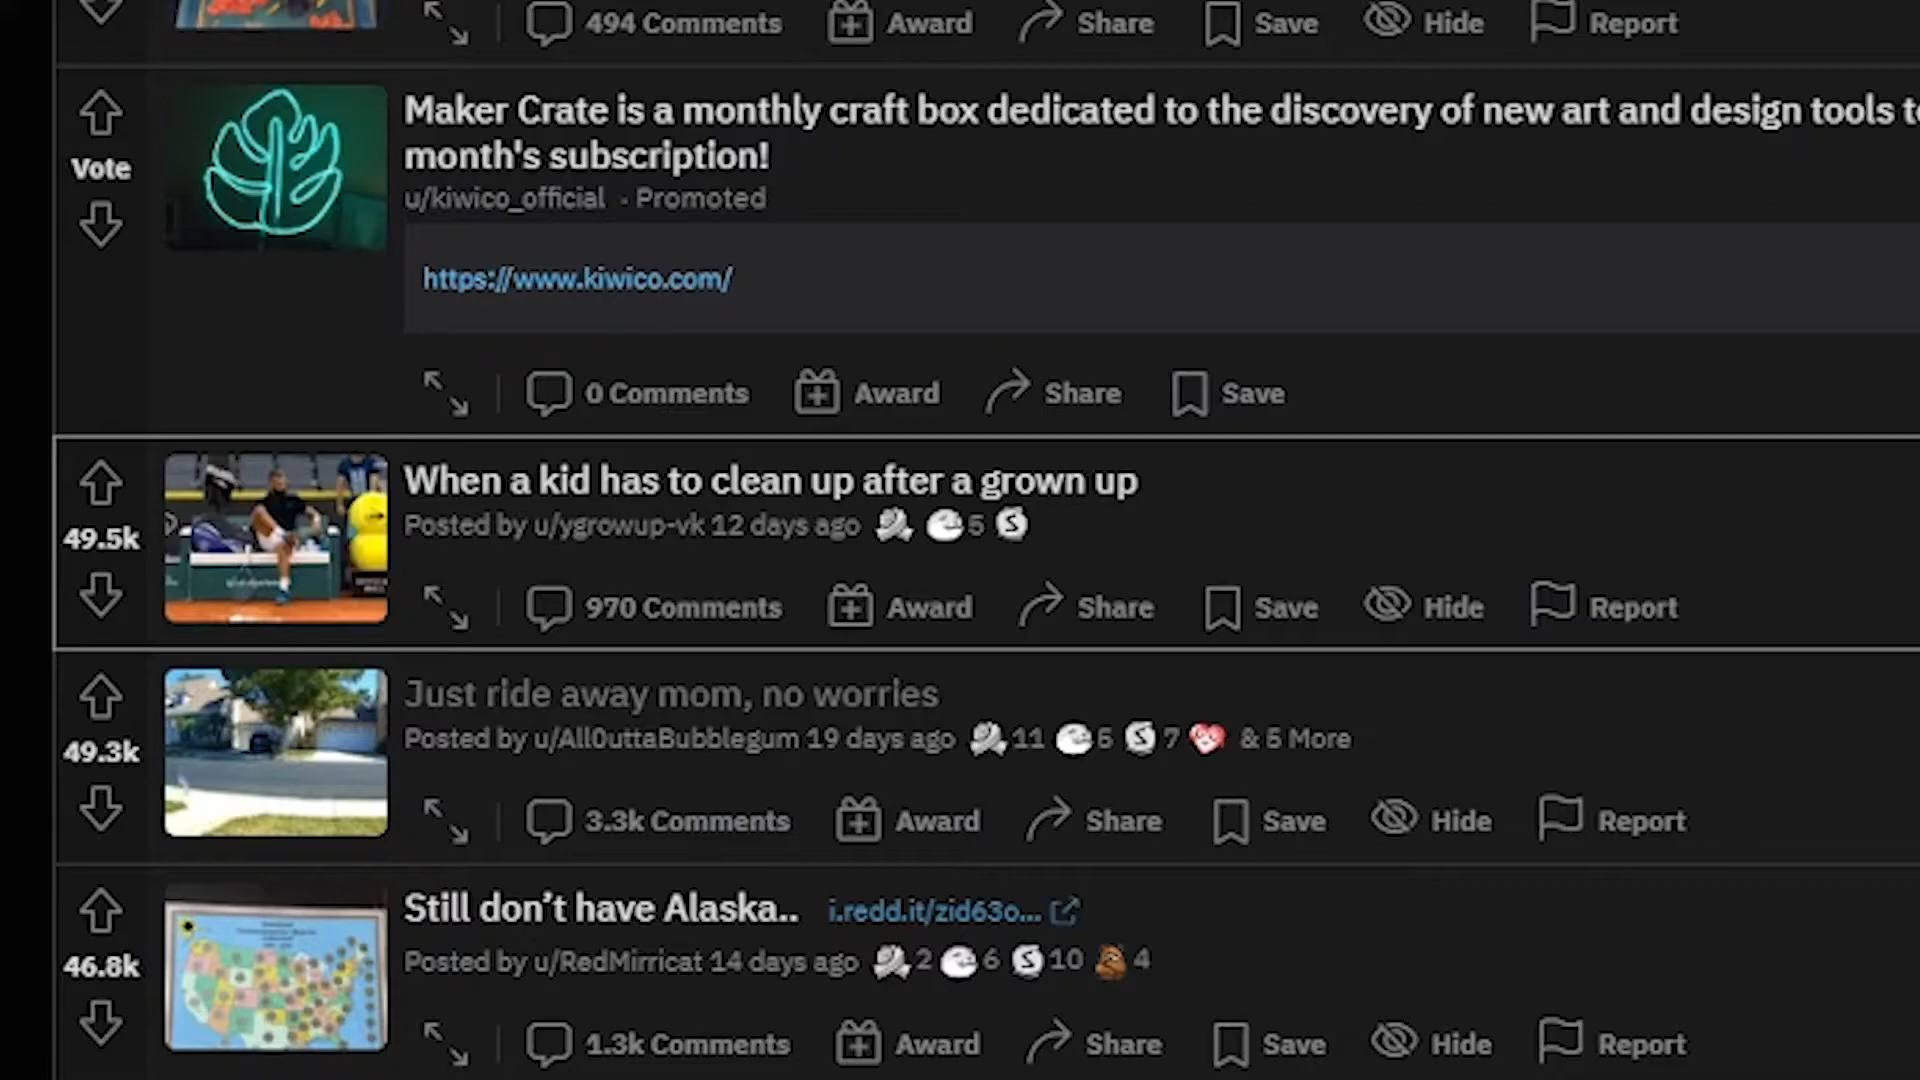 494 Comments Award Share Save Hide Report
Maker Crate is a monthly craft box dedicated to the discovery of new art and design tools
month's subscription!
Vote
u/kiwico_official · Promoted
https://www.kiwico.com/
0 Comments Award Share Save
When a kid has to clean up after a grown up
Posted by u/ygrowup-vk 12 days ago 5
49.5k
970 Comments Award Share Save Hide Report
Just ride away mom, no worries
Posted by u/All0uttaBubblegum 19 days ago 11 5 7 & 5 More
49.3k
3.3k Comments Award Share Save Hide Report
Still don’t have Alaska.. i.redd.it/zid63o...
Posted by u/RedMirricat 14 days ago 2 6 10 4
46.8k
1.3k Comments Award Share Save Hide Report